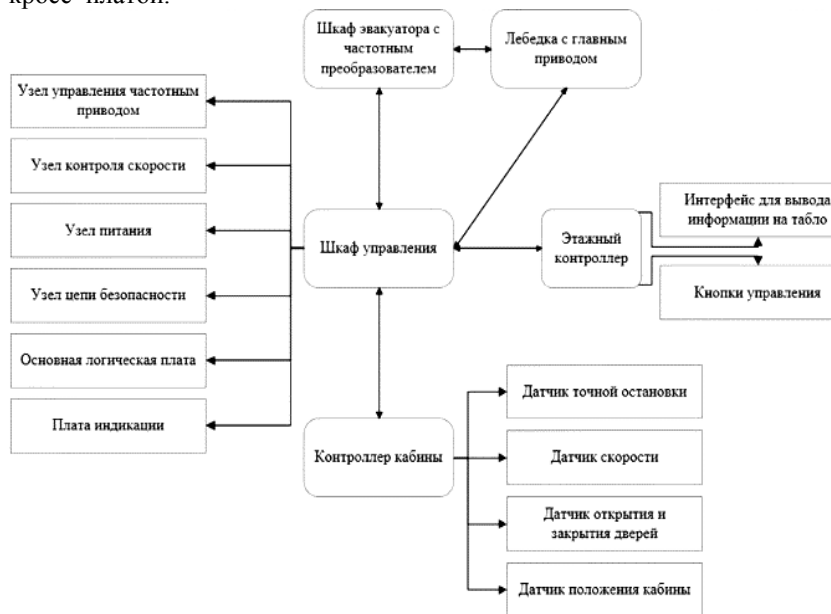 кросс-платой.
Шкаф эвакуатора с
частотным
преобразователем
Лебедка с главным
приводом
Узел управления частотным
приводом
Узел контроля скорости
Узел питания
Узел цепи безопасности
Основная логическая плата
Плата индикации
Шкаф управления
Этажный
контроллер
Интерфейс для вывода
информации на табло
Кнопки управления
Контроллер кабины
Датчик точной остановки
Датчик скорости
Датчик открытия и
закрытия дверей
Датчик положения кабины